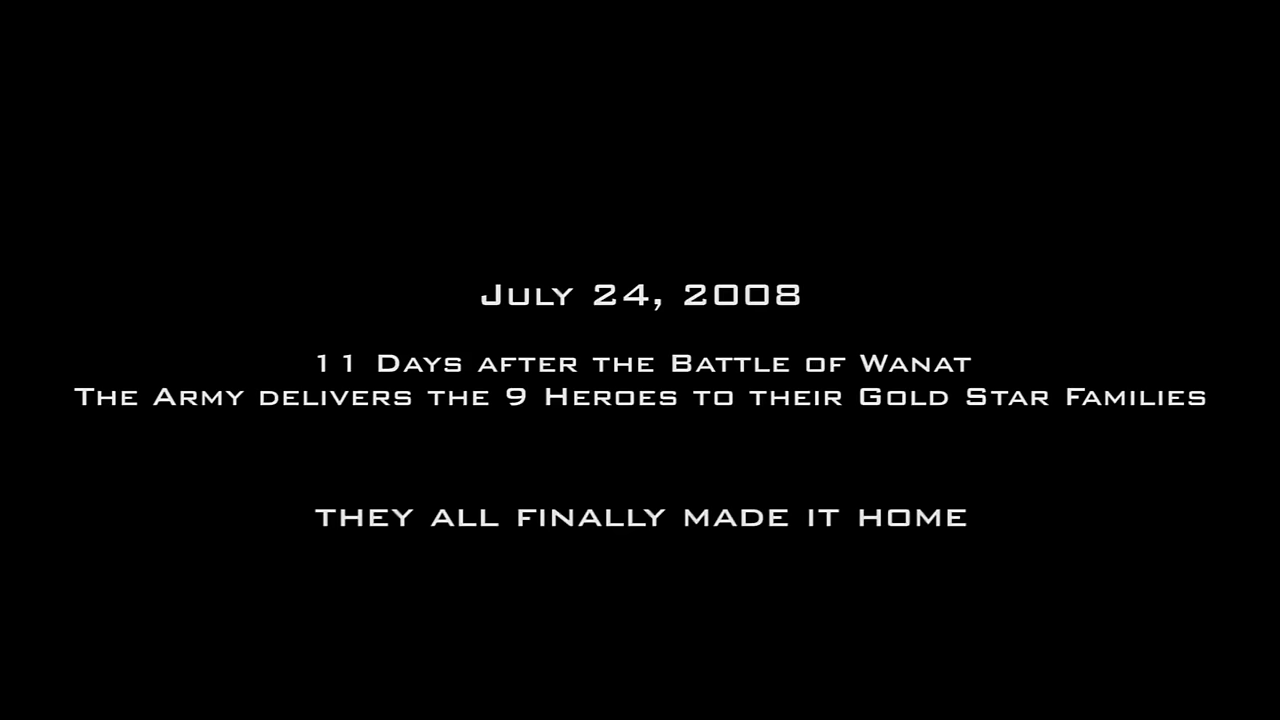 July 24, 2008
11 Days after the Battle of Wanat
The Army delivers the 9 Heroes to their Gold Star Families
they all finally made it home